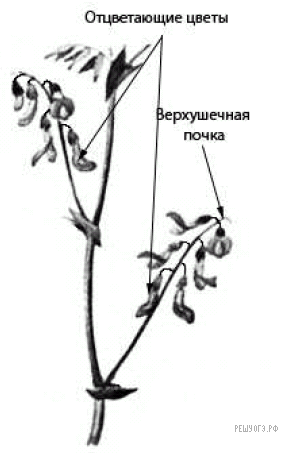 Отцветающие цветы
Верхушечная
почка
РЕШУОГЭ.РФ